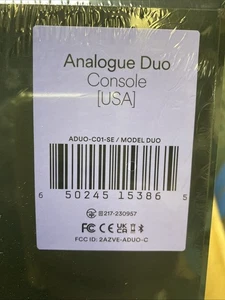 Analogue Duo
Console
[USA]
ADUO-C01-SE / MODEL DUO
6 50245 15386 5
217-230957
FCC ID: 2AZVE-ADUO-C